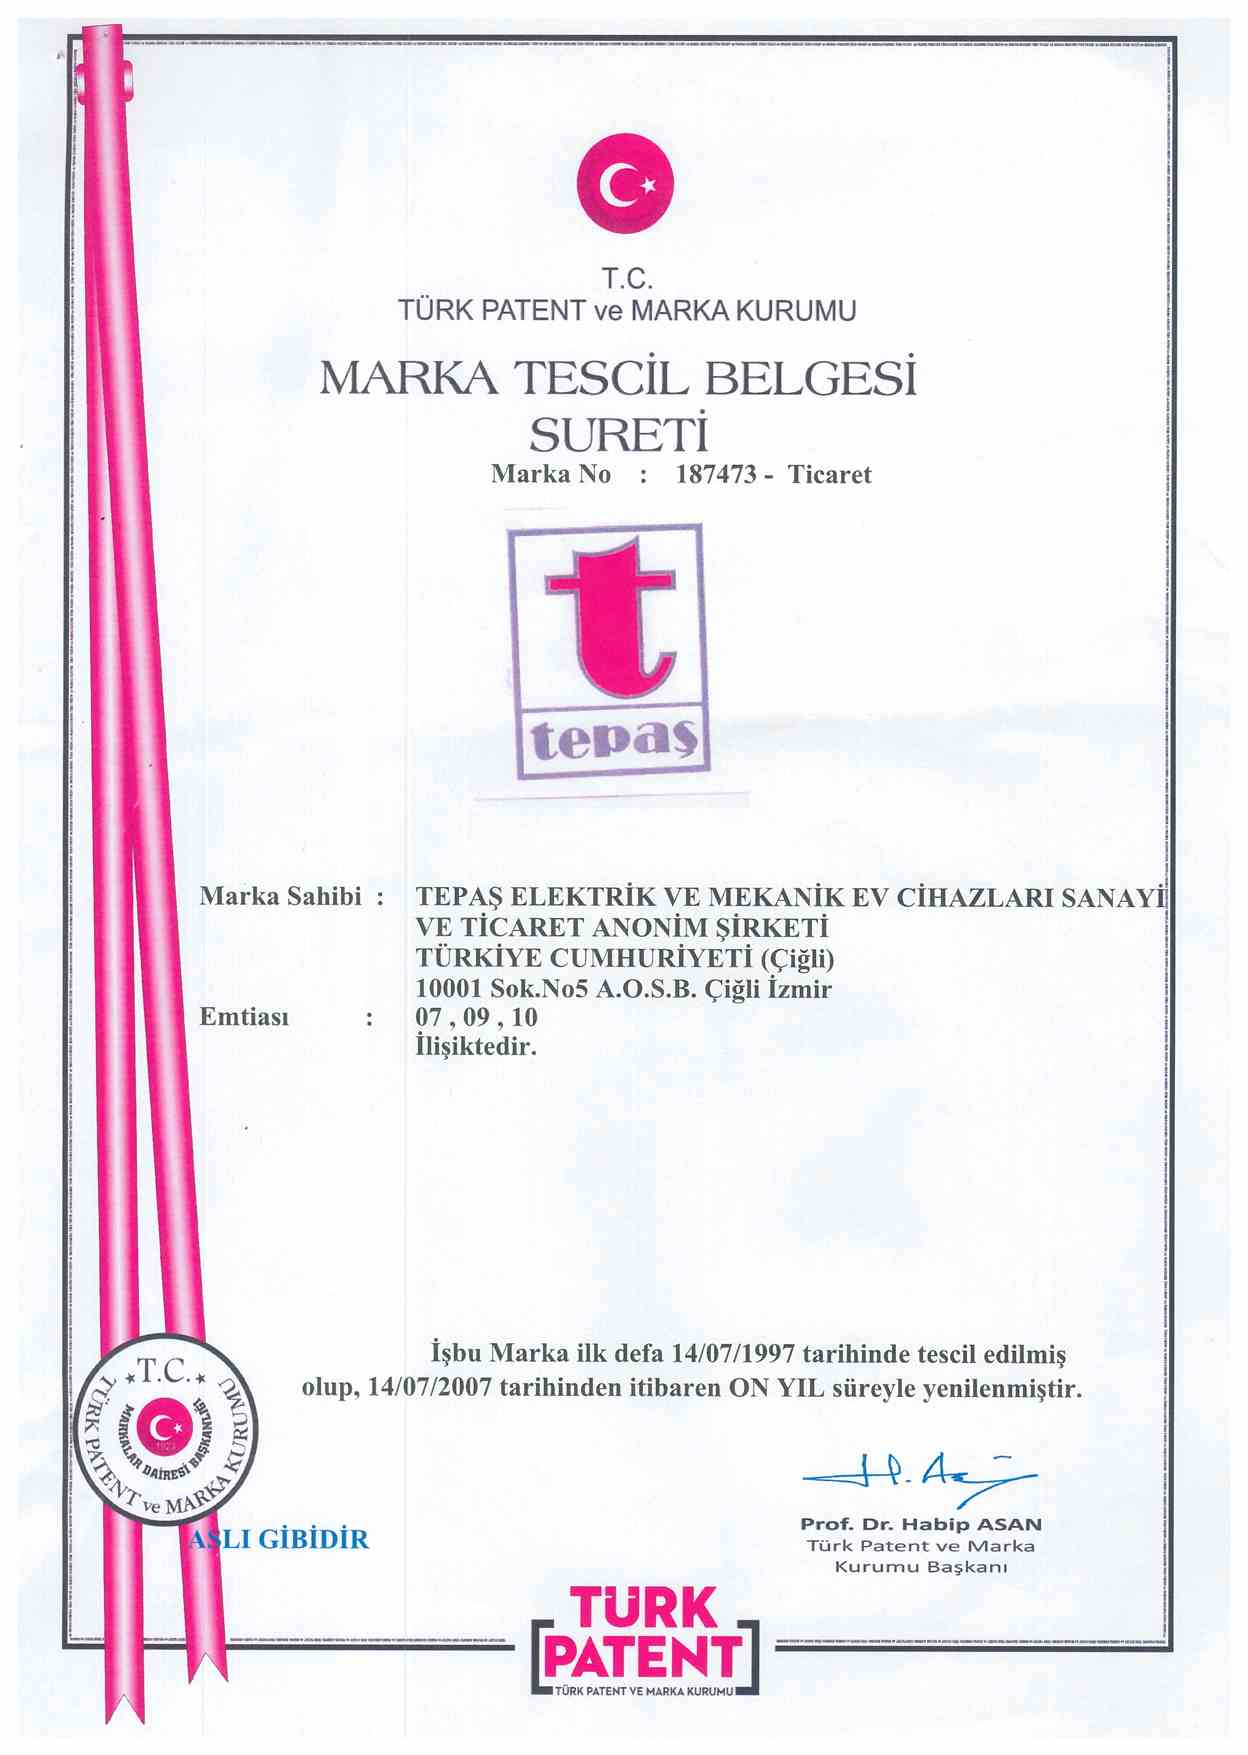 T.C.
TÜRK PATENT ve MARKA KURUMU
MARKA TESCİL BELGESİ
SURETİ
Marka No : 187473 - Ticaret
t
tepaş
Marka Sahibi : TEPAŞ ELEKTRİK VE MEKANİK EV CİHAZLARI SANAYİ
VE TİCARET ANONİM ŞİRKETİ
TÜRKİYE CUMHURİYETİ (Çiğli)
10001 Sok.No5 A.O.S.B. Çiğli İzmir
Emtiası : 07 , 09 , 10
İlişiktedir.
İşbu Marka ilk defa 14/07/1997 tarihinde tescil edilmiş
olup, 14/07/2007 tarihinden itibaren ON YIL süreyle yenilenmiştir.
T.C.
TÜRK PATENT ve MARKA KURUMU
MARKALAR DAİRESİ BAŞKANLIĞI
ASLI GİBİDİR
H. Asan
Prof. Dr. Habip ASAN
Türk Patent ve Marka
Kurumu Başkanı
TÜRK
PATENT
TÜRK PATENT VE MARKA KURUMU